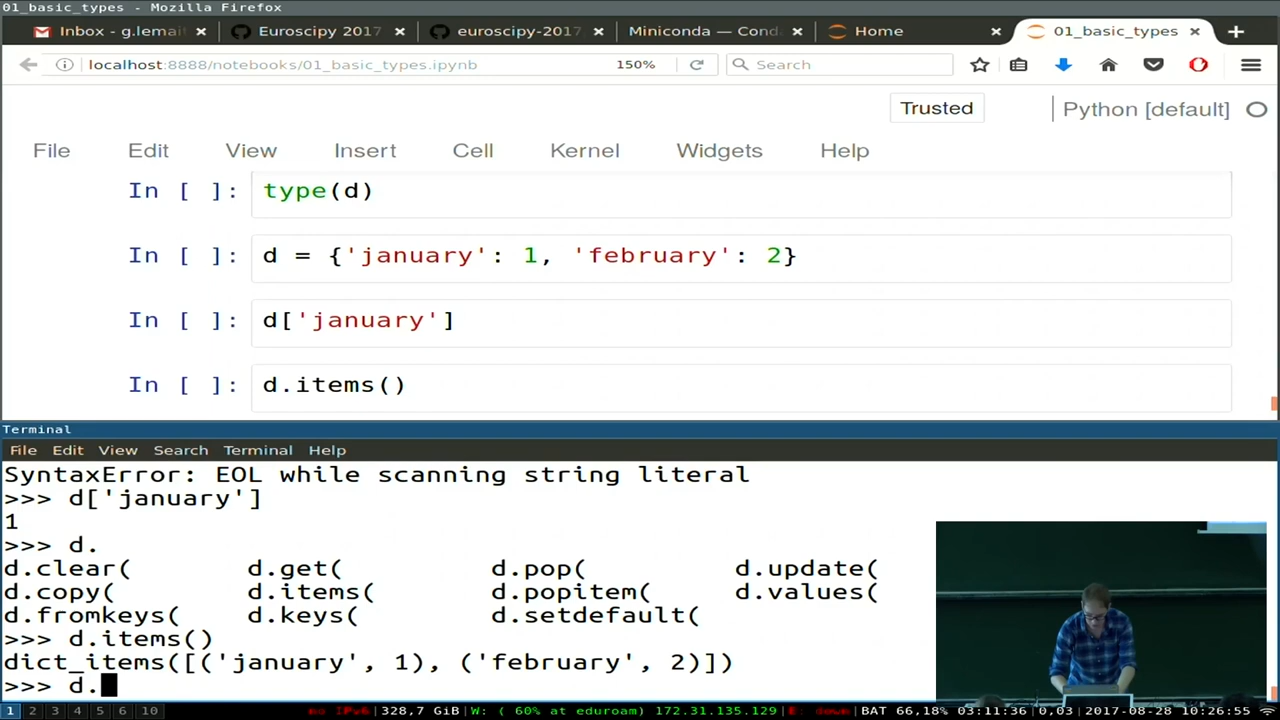 01_basic_types - Mozilla Firefox
Inbox - g.lemai × Euroscipy 2017 × euroscipy-2017 × Miniconda — Cond × Home × 01_basic_types ×
localhost:8888/notebooks/01_basic_types.ipynb 150% Search
Trusted Python [default]
File Edit View Insert Cell Kernel Widgets Help
In [ ]: type(d)
In [ ]: d = {'january': 1, 'february': 2}
In [ ]: d['january']
In [ ]: d.items()
Terminal
File Edit View Search Terminal Help
SyntaxError: EOL while scanning string literal
>>> d['january']
1
>>> d.
d.clear( d.get( d.pop( d.update(
d.copy( d.items( d.popitem( d.values(
d.fromkeys( d.keys( d.setdefault(
>>> d.items()
dict_items([('january', 1), ('february', 2)])
>>> d.
1 2 3 4 5 6 10 no IPv6|328,7 GiB|W: ( 60% at eduroam) 172.31.135.129|E: down|BAT 66,18% 03:11:36|0,03|2017-08-28 10:26:55